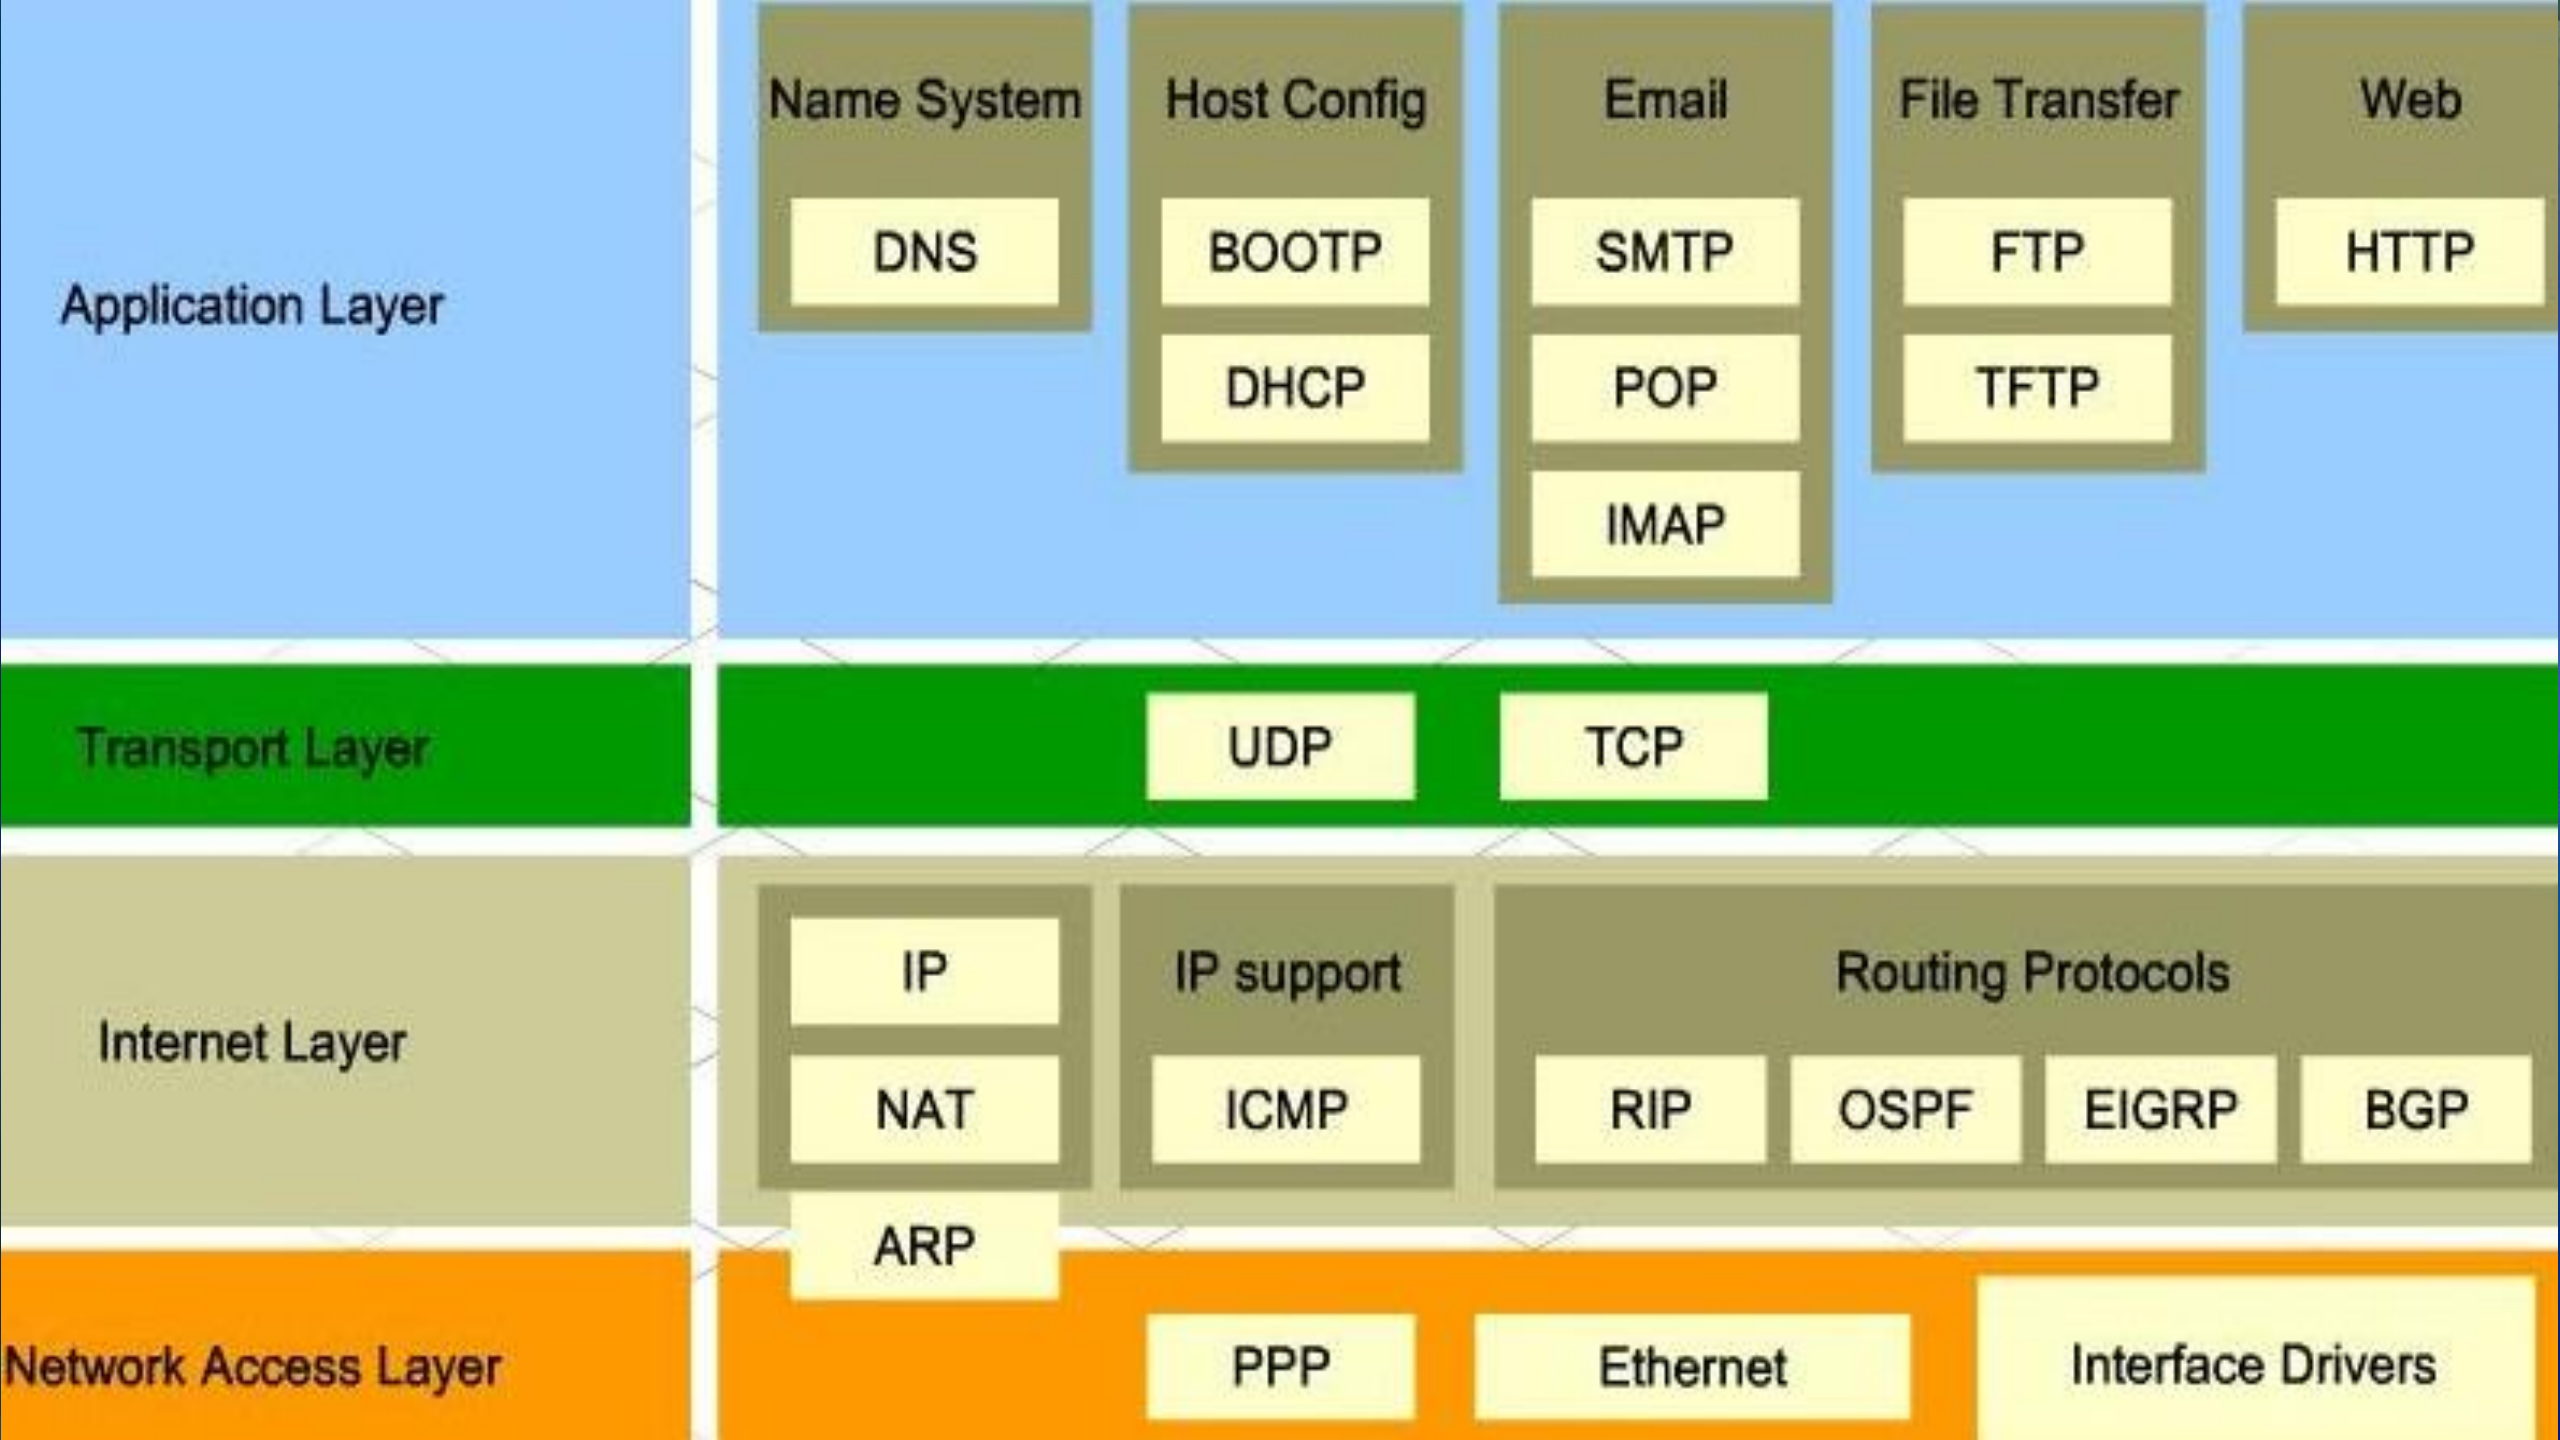 Application Layer
Name System
DNS
Host Config
BOOTP
DHCP
Email
SMTP
POP
IMAP
File Transfer
FTP
TFTP
Web
HTTP
Transport Layer
UDP
TCP
Internet Layer
IP
NAT
ARP
IP support
ICMP
Routing Protocols
RIP
OSPF
EIGRP
BGP
Network Access Layer
PPP
Ethernet
Interface Drivers